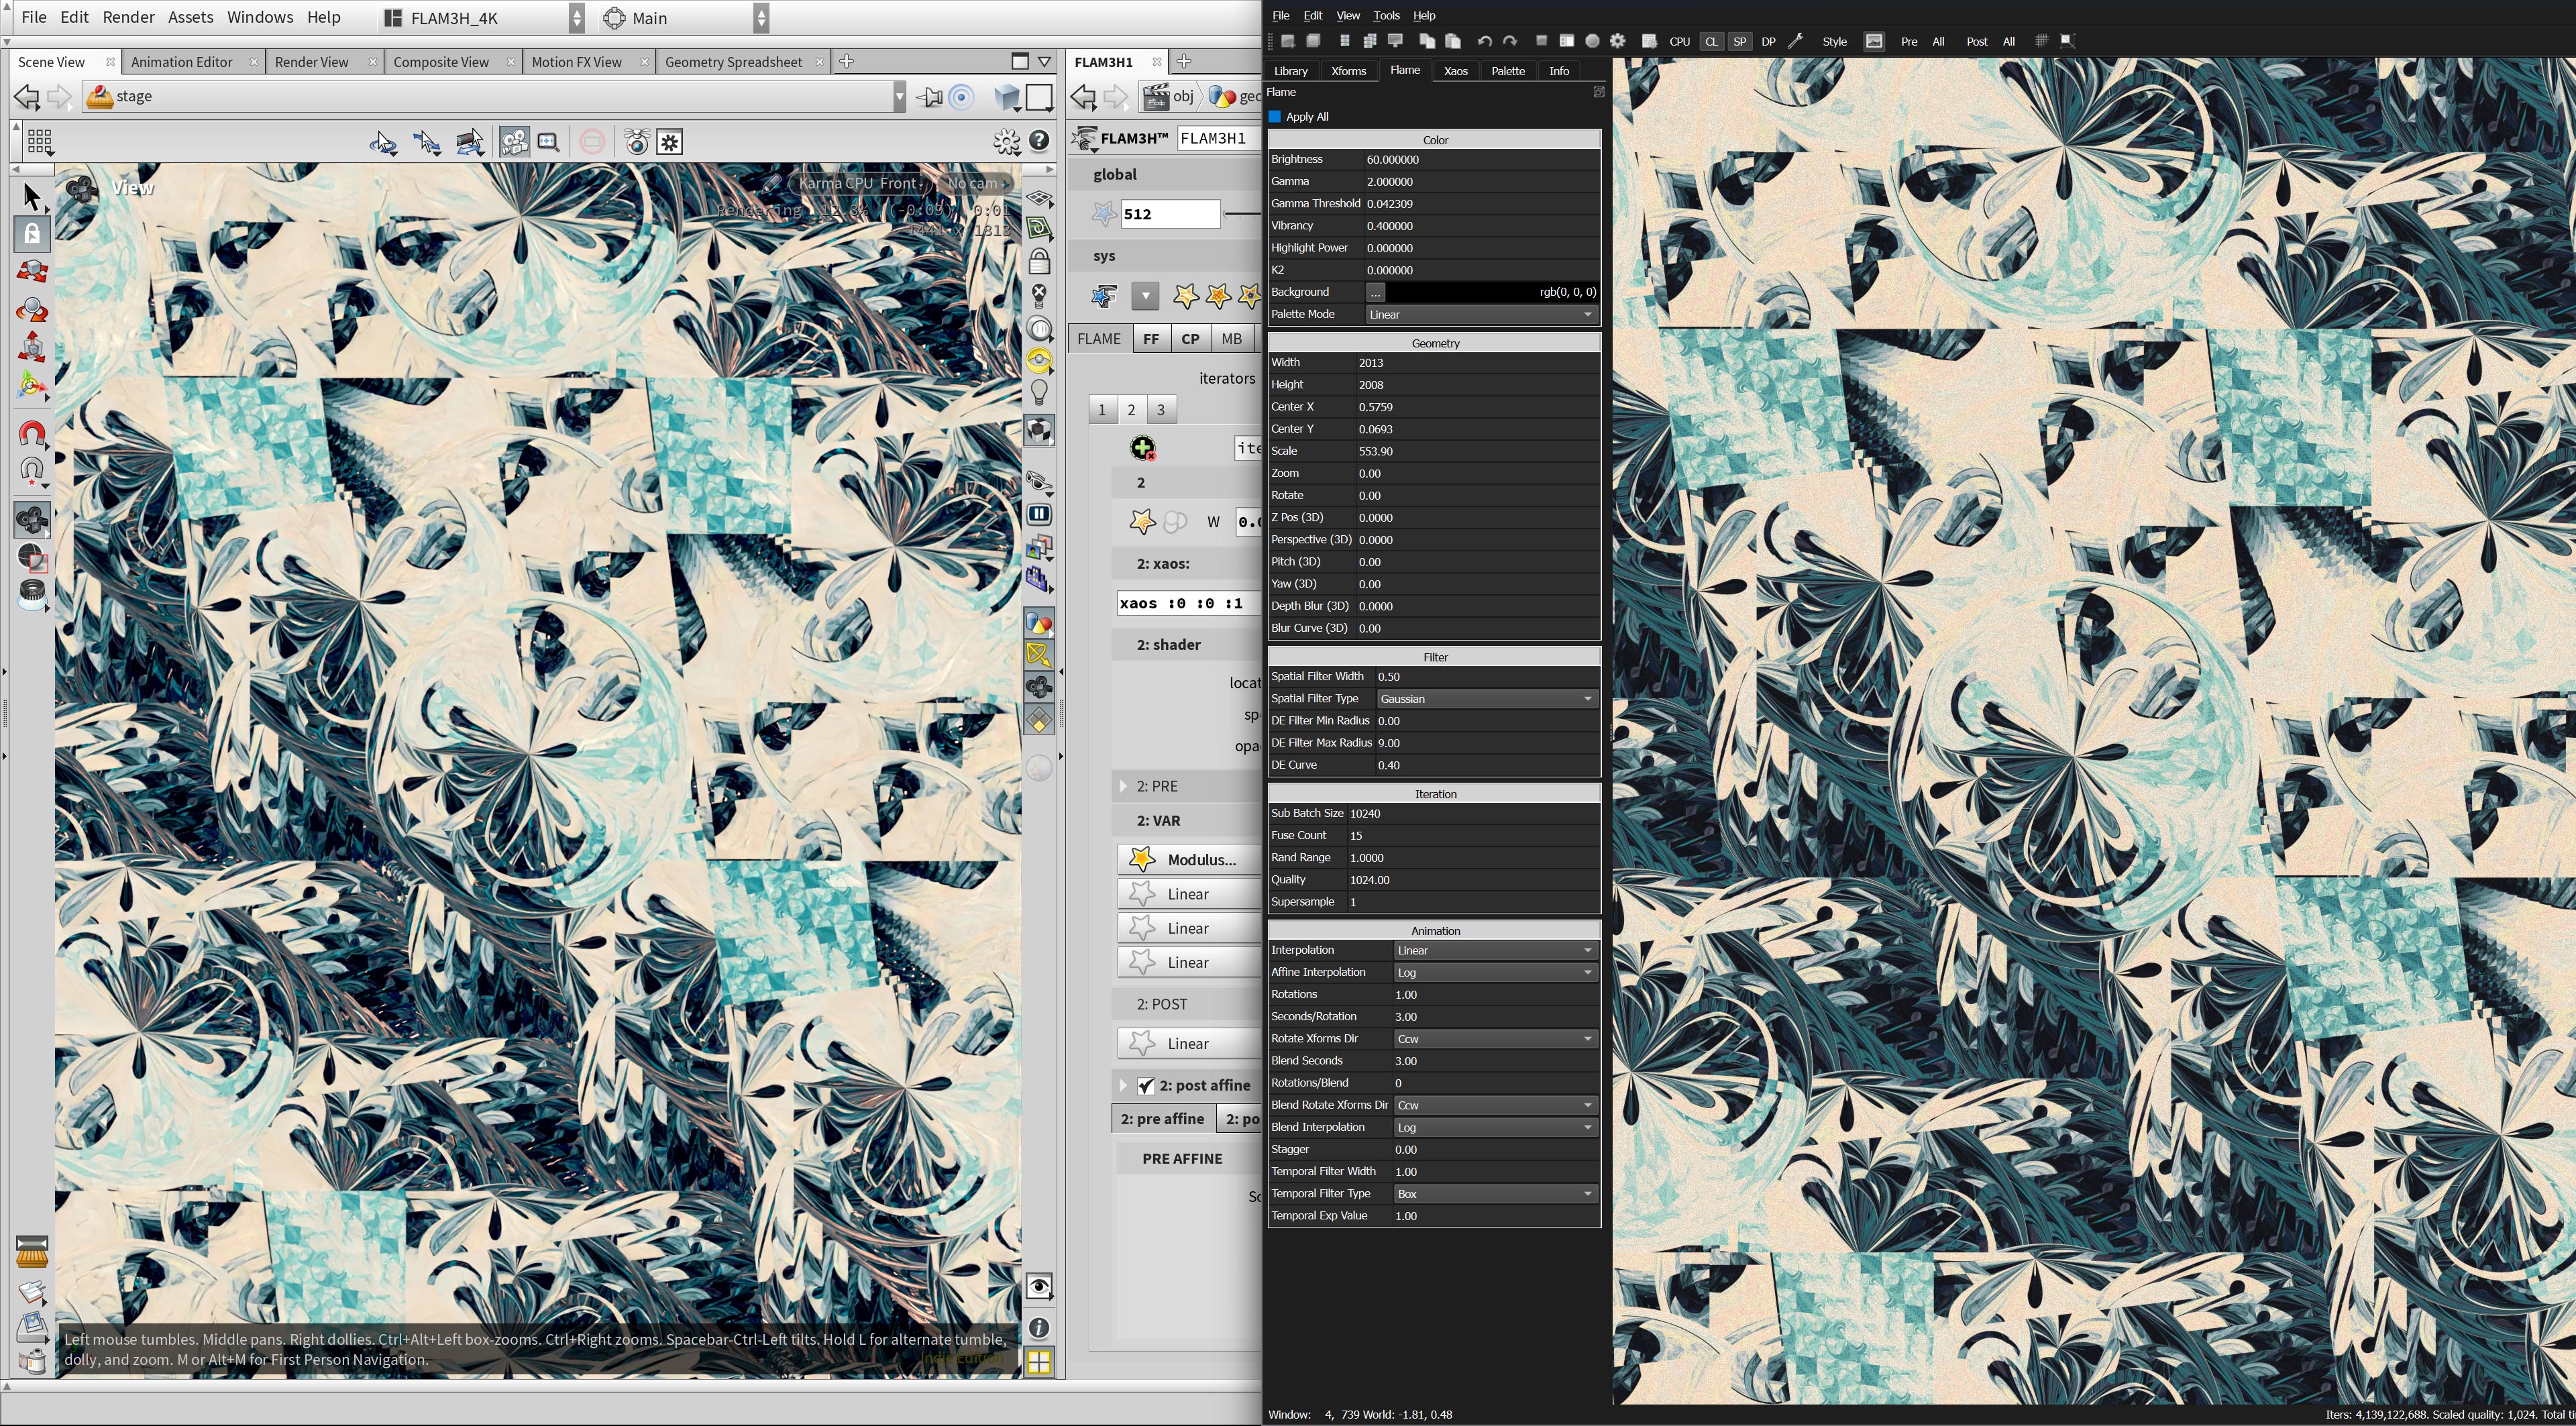 File Edit Render Assets Windows Help FLAM3H_4K Main
Scene View Animation Editor Render View Composite View Motion FX View Geometry Spreadsheet
stage
View
Karma CPU Front No cam
Rendering 12.3% (-0:09) 0:01
1441 x 1813
Left mouse tumbles. Middle pans. Right dollies. Ctrl+Alt+Left box-zooms. Ctrl+Right zooms. Spacebar-Ctrl-Left tilts. Hold L for alternate tumble,
dolly, and zoom. M or Alt+M for First Person Navigation.
Indie Edition
FLAM3H1
obj geo
FLAM3H™ FLAM3H1
global
512
sys
FLAME FF CP MB
iterators
1 2 3
ite
2
W 0.0
2: xaos:
xaos :0 :0 :1
2: shader
locat
sp
opa
2: PRE
2: VAR
Modulus...
Linear
Linear
Linear
2: POST
Linear
2: post affine
2: pre affine 2: po
PRE AFFINE
Sc
File Edit View Tools Help
CPU CL SP DP Style Pre All Post All
Library Xforms Flame Xaos Palette Info
Flame
Apply All
Color
Brightness 60.000000
Gamma 2.000000
Gamma Threshold 0.042309
Vibrancy 0.400000
Highlight Power 0.000000
K2 0.000000
Background ... rgb(0, 0, 0)
Palette Mode Linear
Geometry
Width 2013
Height 2008
Center X 0.5759
Center Y 0.0693
Scale 553.90
Zoom 0.00
Rotate 0.00
Z Pos (3D) 0.0000
Perspective (3D) 0.0000
Pitch (3D) 0.00
Yaw (3D) 0.00
Depth Blur (3D) 0.0000
Blur Curve (3D) 0.00
Filter
Spatial Filter Width 0.50
Spatial Filter Type Gaussian
DE Filter Min Radius 0.00
DE Filter Max Radius 9.00
DE Curve 0.40
Iteration
Sub Batch Size 10240
Fuse Count 15
Rand Range 1.0000
Quality 1024.00
Supersample 1
Animation
Interpolation Linear
Affine Interpolation Log
Rotations 1.00
Seconds/Rotation 3.00
Rotate Xforms Dir Ccw
Blend Seconds 3.00
Rotations/Blend 0
Blend Rotate Xforms Dir Ccw
Blend Interpolation Log
Stagger 0.00
Temporal Filter Width 1.00
Temporal Filter Type Box
Temporal Exp Value 1.00
Window: 4, 739 World: -1.81, 0.48
Iters: 4,139,122,688. Scaled quality: 1,024. Total ti